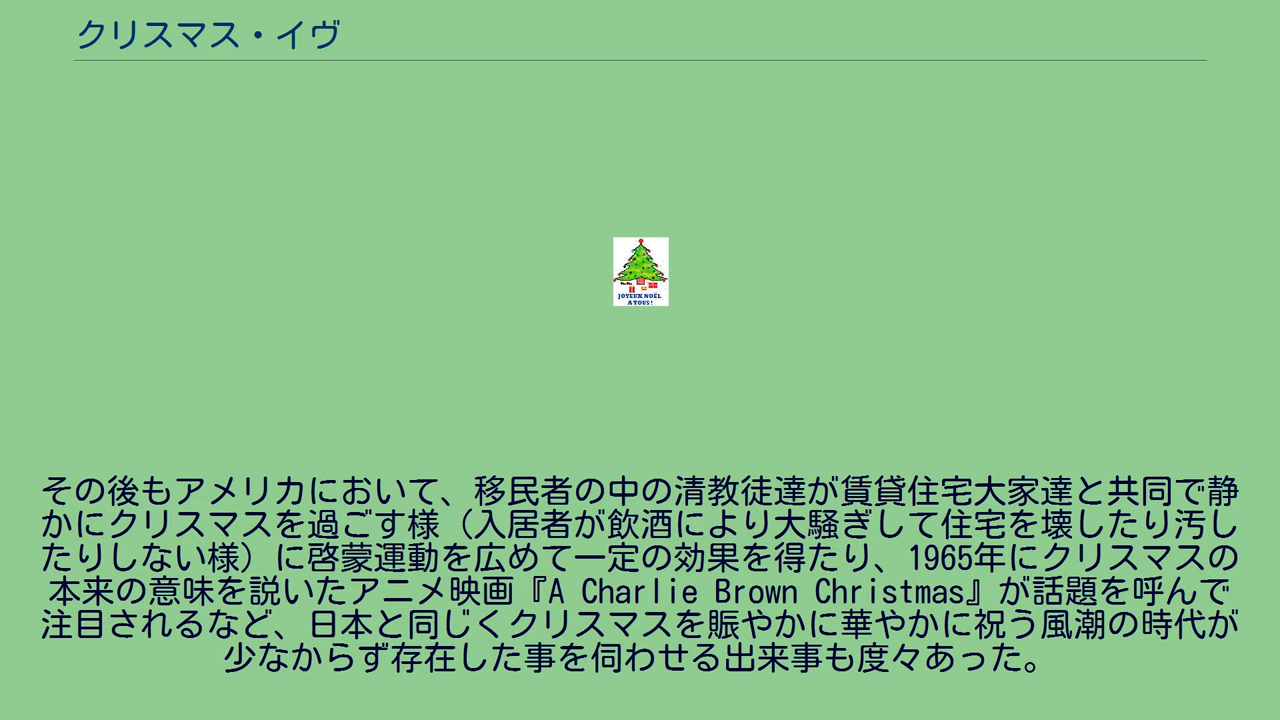 クリスマス・イヴ
JOYEUX NOËL
A TOUS !
その後もアメリカにおいて、移民者の中の清教徒達が賃貸住宅大家達と共同で静
かにクリスマスを過ごす様（入居者が飲酒により大騒ぎして住宅を壊したり汚し
たりしない様）に啓蒙運動を広めて一定の効果を得たり、1965年にクリスマスの
本来の意味を説いたアニメ映画『A Charlie Brown Christmas』が話題を呼んで
注目されるなど、日本と同じくクリスマスを賑やかに華やかに祝う風潮の時代が
少なからず存在した事を伺わせる出来事も度々あった。